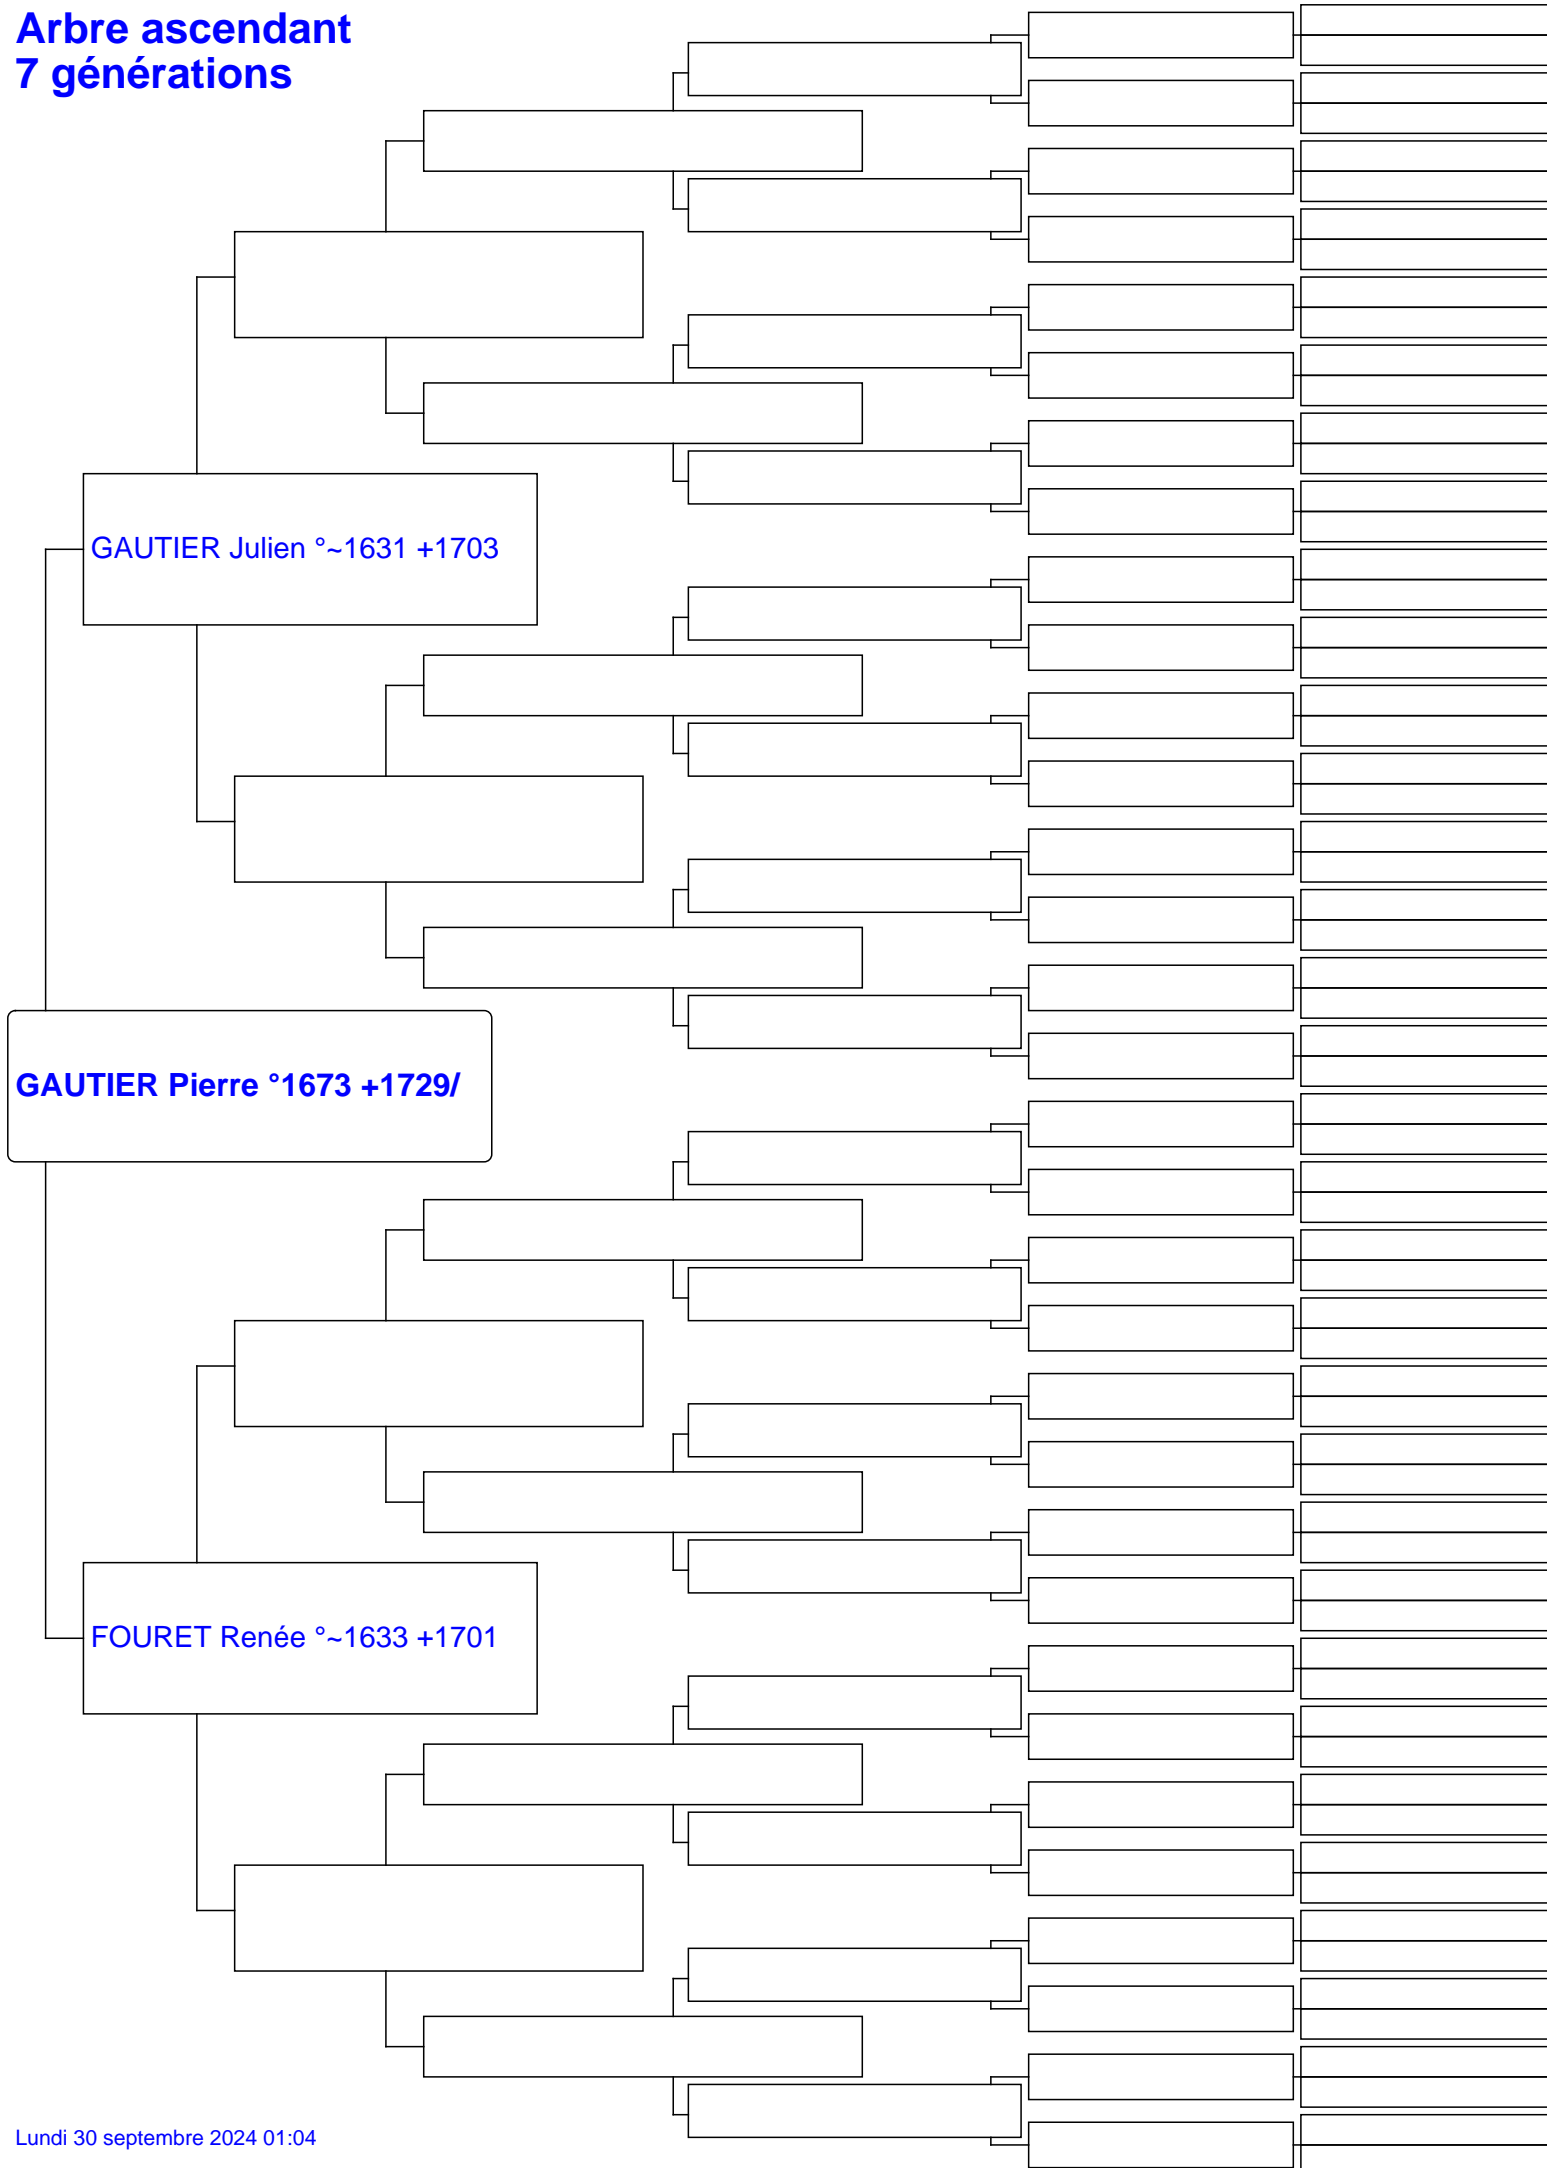 Arbre ascendant
7 générations
GAUTIER Julien °~1631 +1703
GAUTIER Pierre °1673 +1729/
FOURET Renée °~1633 +1701
Lundi 30 septembre 2024 01:04